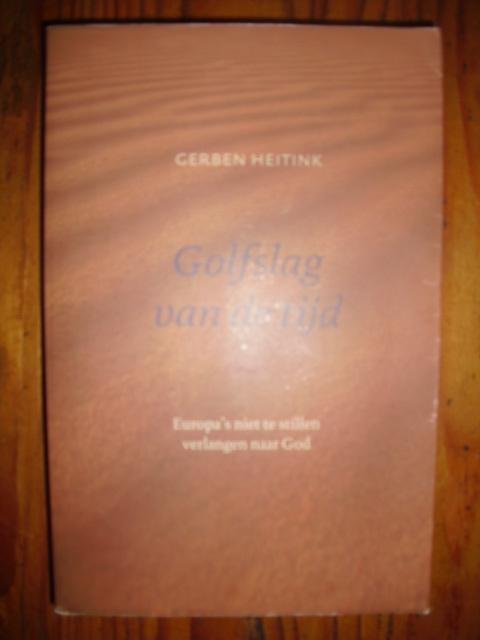 GERBEN HEITINK
Golfslag
van de tijd
Europa's niet te stillen
verlangen naar God